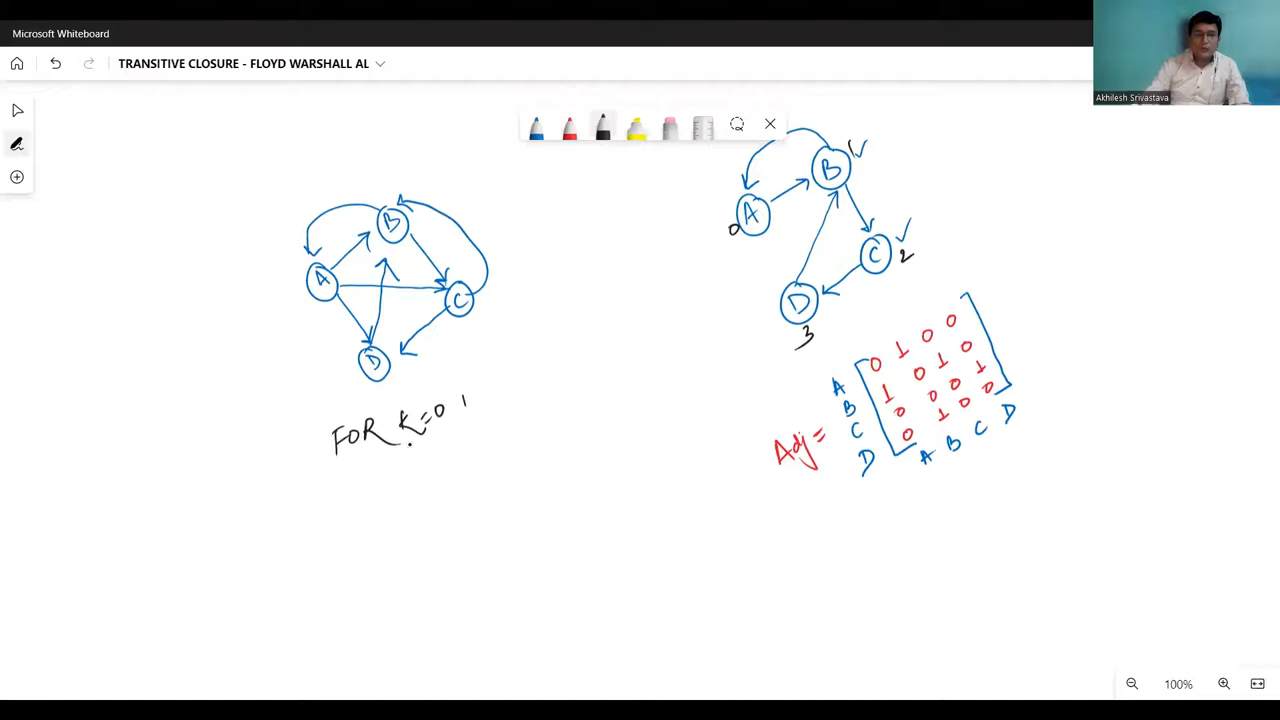 Microsoft Whiteboard
TRANSITIVE CLOSURE - FLOYD WARSHALL AL
Akhilesh Srivastava
B
A
C
D
B 1
A
0
C
2
D
3
FOR K=0
Adj =
A 0 1 0 0
B 1 0 1 0
C 0 0 0 1
D 0 1 0 0
A B C D
100%